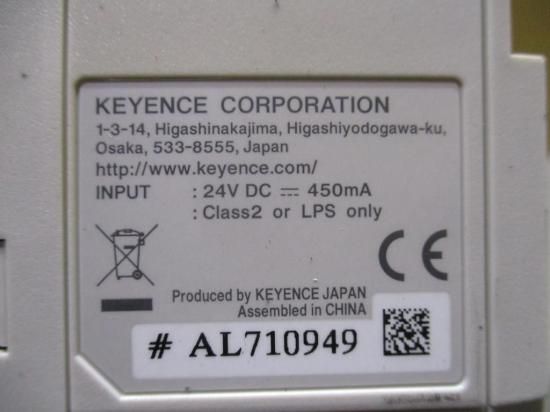 KEYENCE CORPORATION
1-3-14, Higashinakajima, Higashiyodogawa-ku,
Osaka, 533-8555, Japan
http://www.keyence.com/
INPUT : 24V DC ⎓ 450mA
: Class2 or LPS only
CE
Produced by KEYENCE JAPAN
Assembled in CHINA
# AL710949